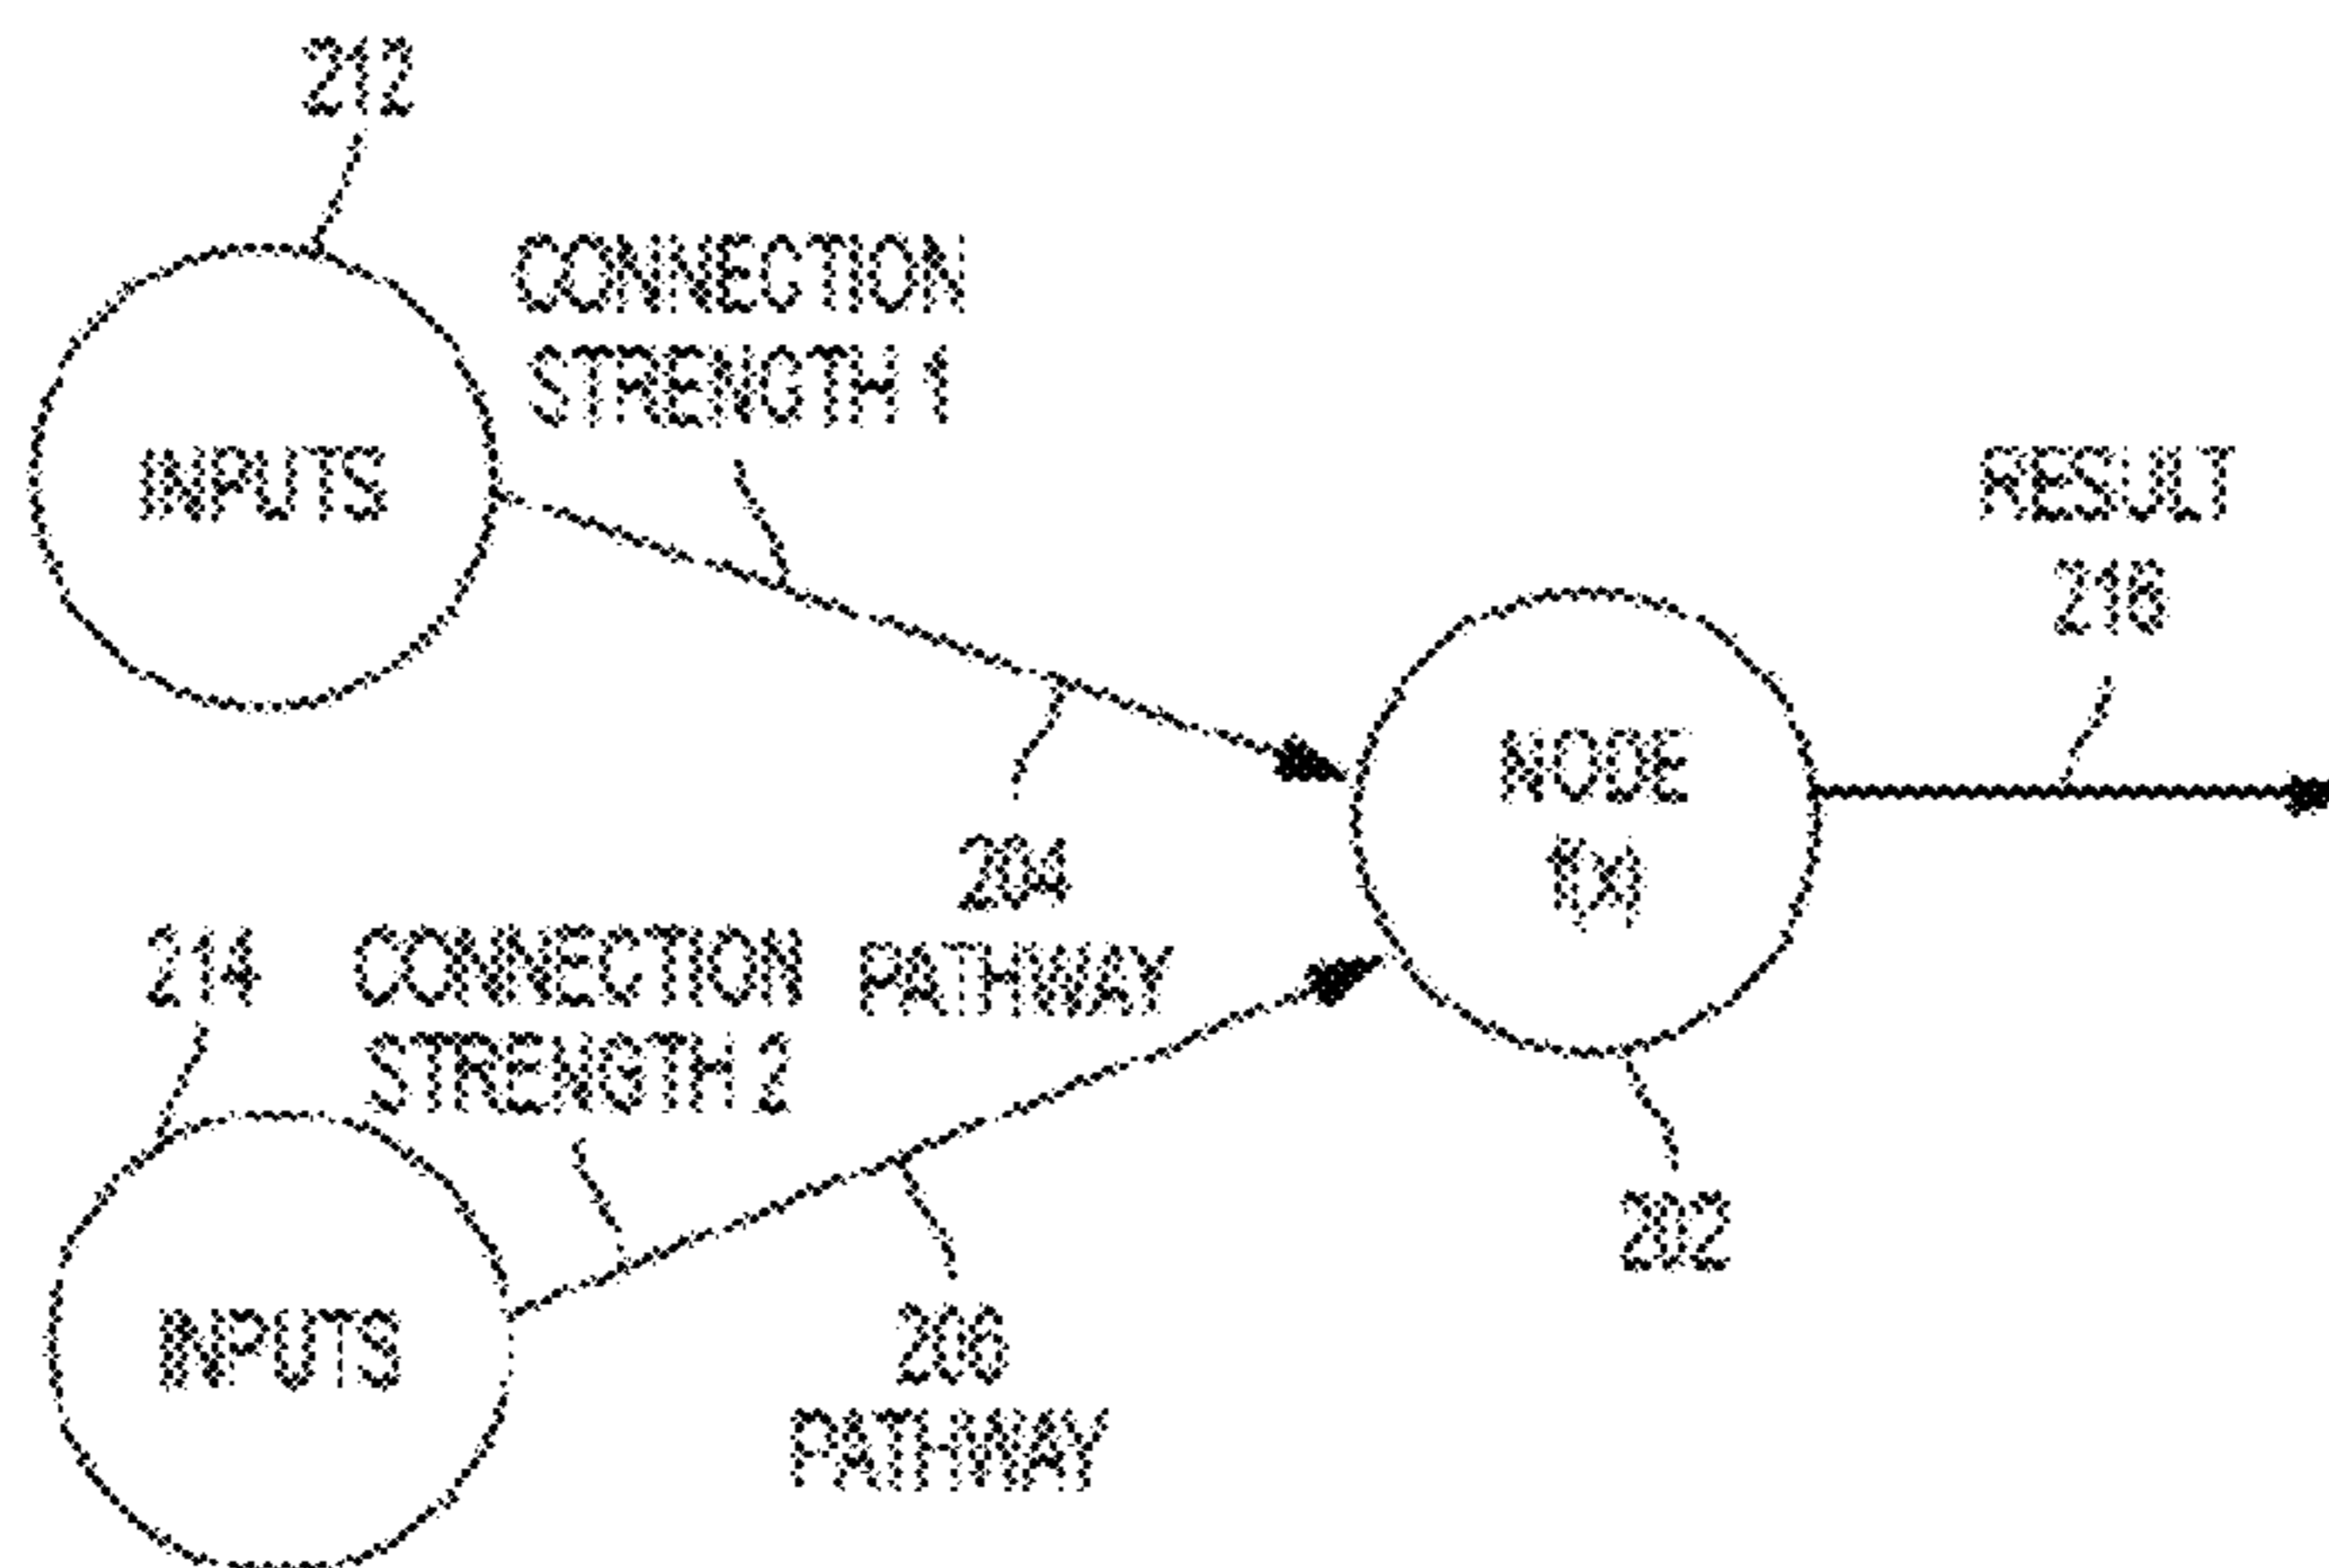 212
CONNECTION
STRENGTH 1
INPUTS
RESULT
216
NODE
f(x)
204
PATHWAY
214
CONNECTION
STRENGTH 2
202
INPUTS
206
PATHWAY